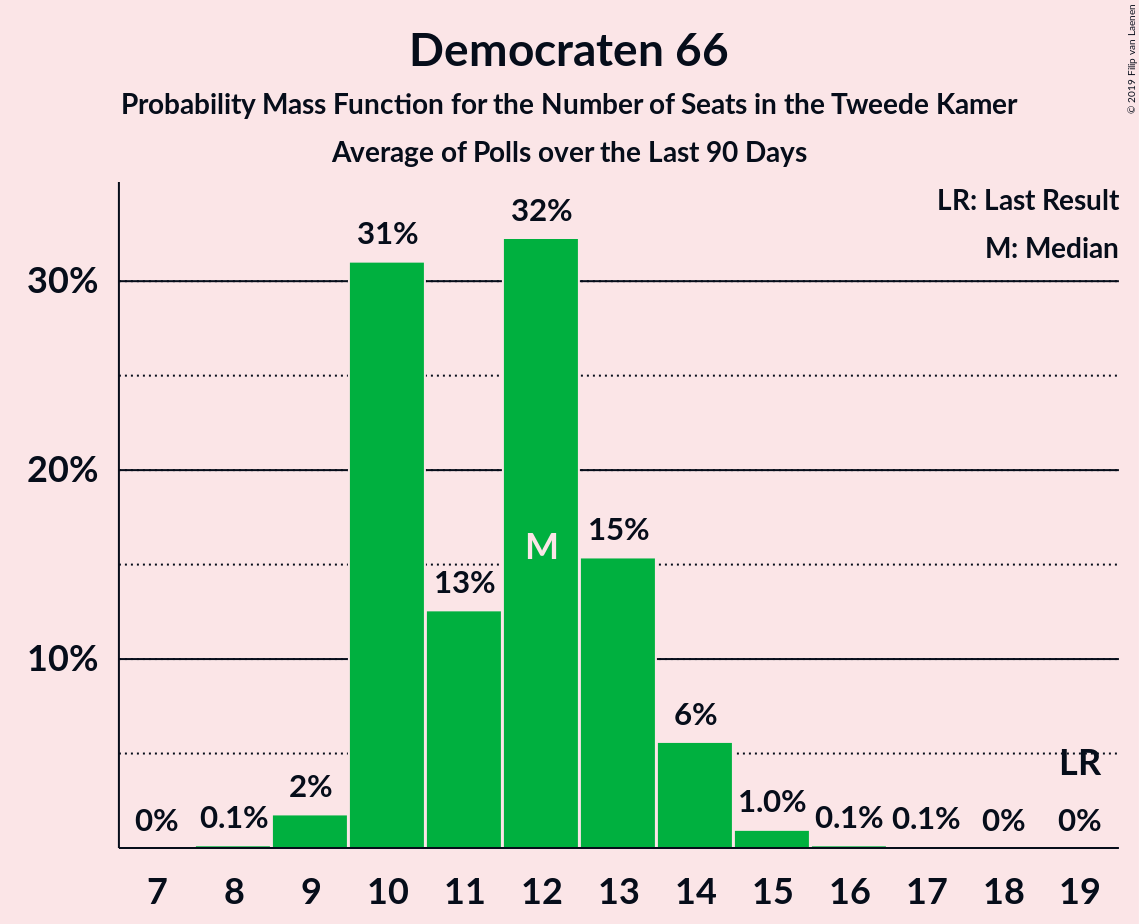 Democraten 66
Probability Mass Function for the Number of Seats in the Tweede Kamer
Average of Polls over the Last 90 Days
© 2019 Filip van Laenen
LR: Last Result
M: Median
30%
20%
10%
0%
0.1%
2%
31%
13%
32%
M
15%
6%
1.0%
0.1%
0.1%
0%
LR
0%
7 8 9 10 11 12 13 14 15 16 17 18 19